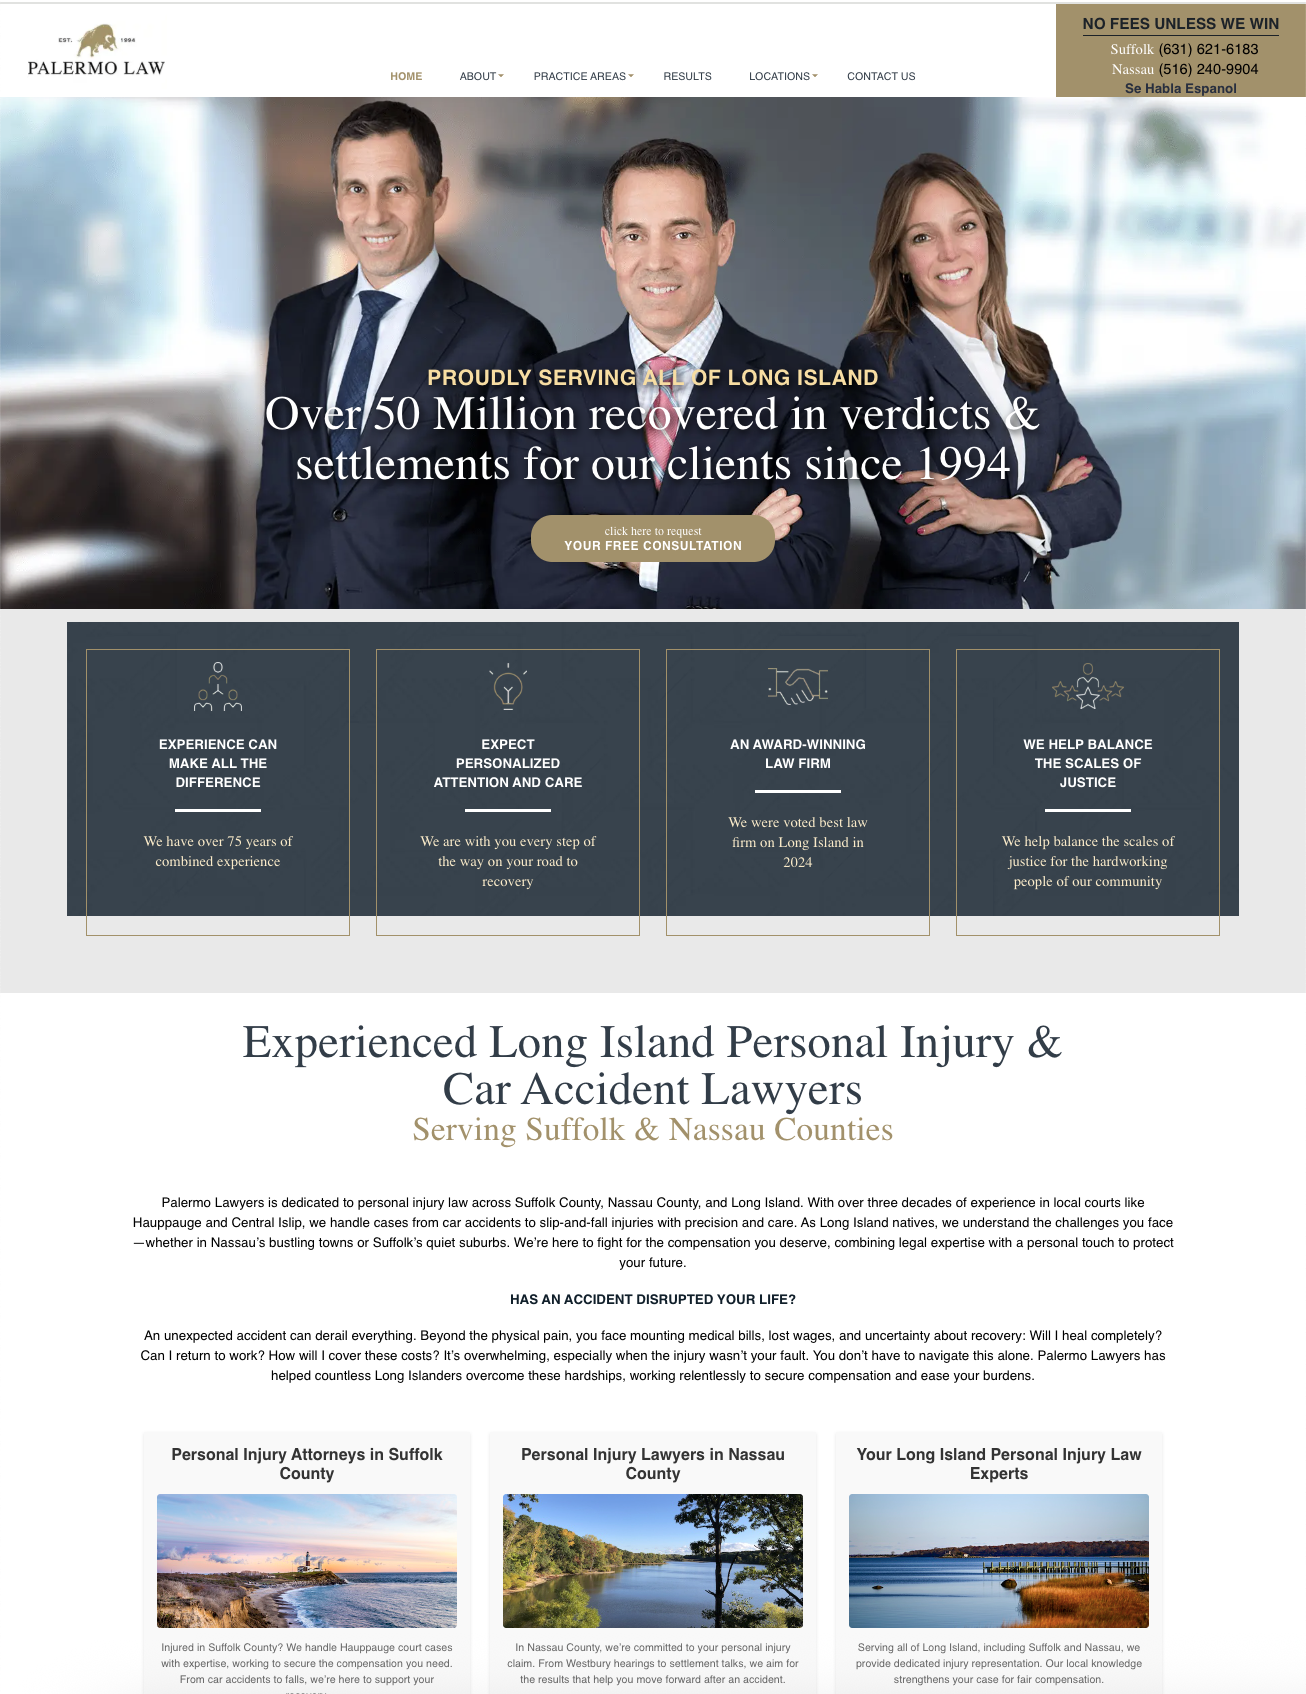 EST. 1994
PALERMO LAW
HOME ABOUT PRACTICE AREAS RESULTS LOCATIONS CONTACT US
NO FEES UNLESS WE WIN
Suffolk (631) 621-6183
Nassau (516) 240-9904
Se Habla Espanol
PROUDLY SERVING ALL OF LONG ISLAND
Over 50 Million recovered in verdicts &
settlements for our clients since 1994
click here to request
YOUR FREE CONSULTATION
EXPERIENCE CAN
MAKE ALL THE
DIFFERENCE
We have over 75 years of
combined experience
EXPECT
PERSONALIZED
ATTENTION AND CARE
We are with you every step of
the way on your road to
recovery
AN AWARD-WINNING
LAW FIRM
We were voted best law
firm on Long Island in
2024
WE HELP BALANCE
THE SCALES OF
JUSTICE
We help balance the scales of
justice for the hardworking
people of our community
Experienced Long Island Personal Injury &
Car Accident Lawyers
Serving Suffolk & Nassau Counties
Palermo Lawyers is dedicated to personal injury law across Suffolk County, Nassau County, and Long Island. With over three decades of experience in local courts like
Hauppauge and Central Islip, we handle cases from car accidents to slip-and-fall injuries with precision and care. As Long Island natives, we understand the challenges you face
—whether in Nassau’s bustling towns or Suffolk’s quiet suburbs. We’re here to fight for the compensation you deserve, combining legal expertise with a personal touch to protect
your future.
HAS AN ACCIDENT DISRUPTED YOUR LIFE?
An unexpected accident can derail everything. Beyond the physical pain, you face mounting medical bills, lost wages, and uncertainty about recovery: Will I heal completely?
Can I return to work? How will I cover these costs? It’s overwhelming, especially when the injury wasn’t your fault. You don’t have to navigate this alone. Palermo Lawyers has
helped countless Long Islanders overcome these hardships, working relentlessly to secure compensation and ease your burdens.
Personal Injury Attorneys in Suffolk
County
Injured in Suffolk County? We handle Hauppauge court cases
with expertise, working to secure the compensation you need.
From car accidents to falls, we’re here to support your
Personal Injury Lawyers in Nassau
County
In Nassau County, we’re committed to your personal injury
claim. From Westbury hearings to settlement talks, we aim for
the results that help you move forward after an accident.
Your Long Island Personal Injury Law
Experts
Serving all of Long Island, including Suffolk and Nassau, we
provide dedicated injury representation. Our local knowledge
strengthens your case for fair compensation.